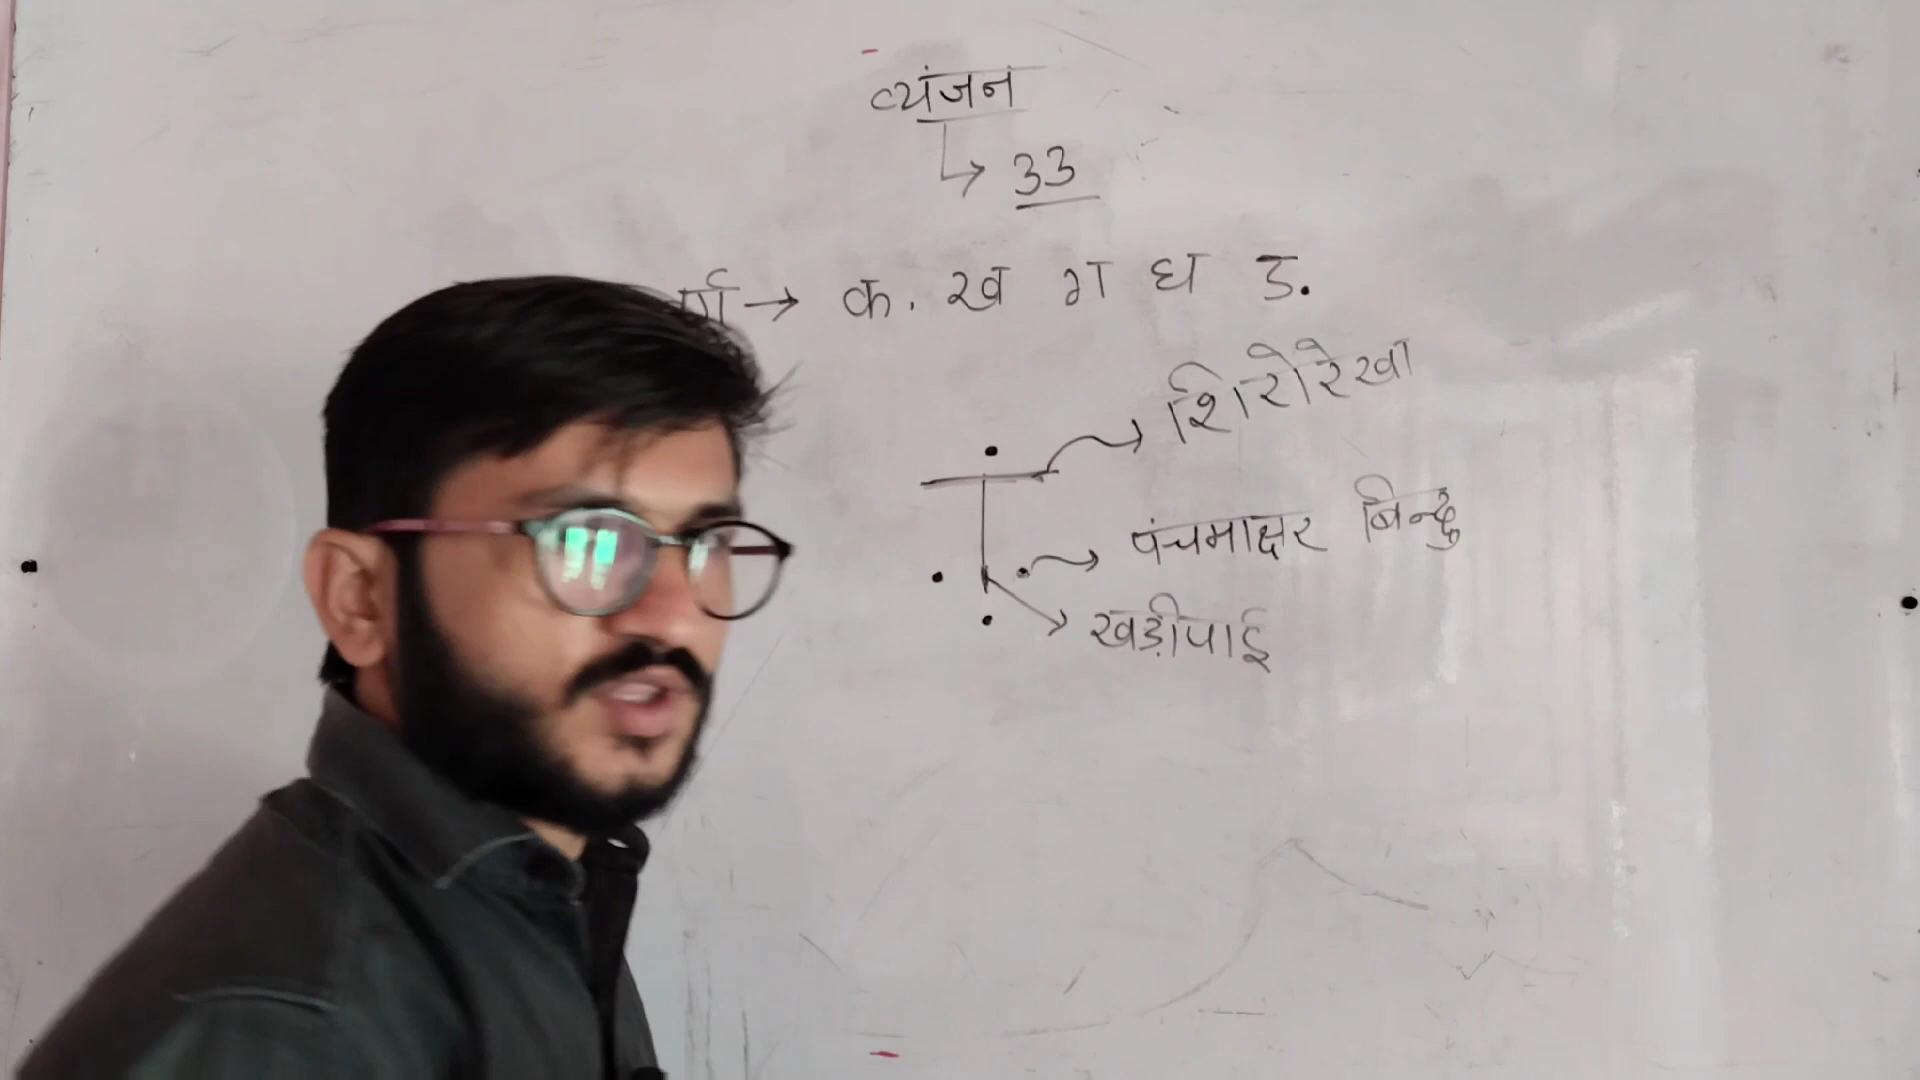 व्यंजन
↳ 33
र्ग → क. ख ग घ ङ
शिरोरेखा
पंचमाक्षर बिन्दु
खड़ीपाई